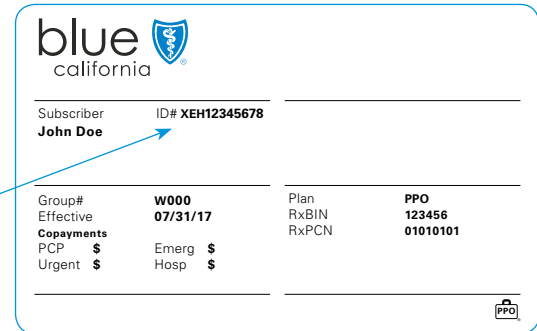 blue
california
Subscriber ID# XEH12345678
John Doe
Group# W000
Effective 07/31/17
Copayments
PCP $ Emerg $
Urgent $ Hosp $
Plan PPO
RxBIN 123456
RxPCN 01010101
PPO